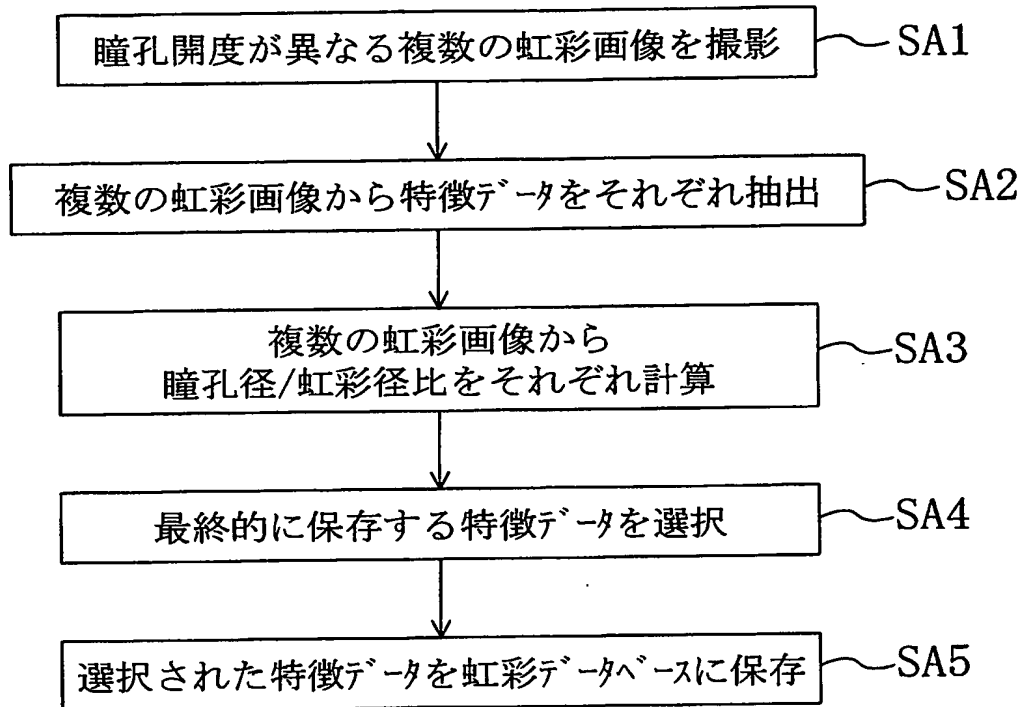 瞳孔開度が異なる複数の虹彩画像を撮影
SA1
複数の虹彩画像から特徴ﾃﾞｰﾀをそれぞれ抽出
SA2
複数の虹彩画像から
瞳孔径/虹彩径比をそれぞれ計算
SA3
最終的に保存する特徴ﾃﾞｰﾀを選択
SA4
選択された特徴ﾃﾞｰﾀを虹彩ﾃﾞｰﾀﾍﾞｰｽに保存
SA5